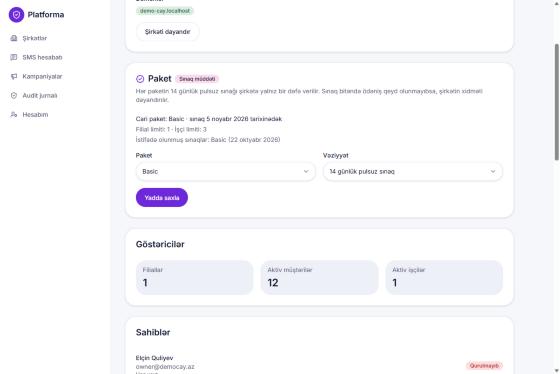 Platforma
Şirkətlər
SMS hesabatı
Kampaniyalar
Audit jurnalı
Hesabım
demo-cay.localhost
Şirkəti dayandır
Paket
Sınaq müddəti
Hər paketin 14 günlük pulsuz sınağı şirkətə yalnız bir dəfə verilir. Sınaq bitəndə ödəniş qeyd olunmayıbsa, şirkətin xidməti
dayandırılır.
Cari paket: Basic · sınaq 5 noyabr 2026 tarixinədək
Filial limiti: 1 · İşçi limiti: 3
İstifadə olunmuş sınaqlar: Basic (22 oktyabr 2026)
Paket
Vəziyyət
Basic
14 günlük pulsuz sınaq
Yadda saxla
Göstəricilər
Filiallar
1
Aktiv müştərilər
12
Aktiv işçilər
1
Sahiblər
Elçin Quliyev
owner@democay.az
Qurulmayıb